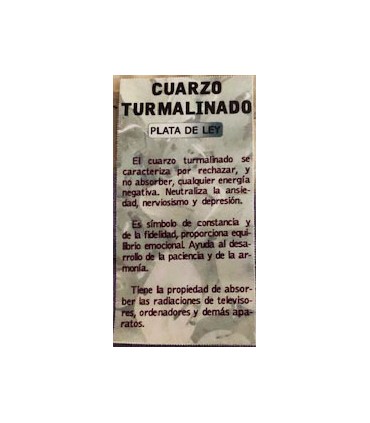 CUARZO
TURMALINADO
PLATA DE LEY
El cuarzo turmalinado se
caracteriza por rechazar, y
no absorber, cualquier energía
negativa. Neutraliza la ansie-
dad, nerviosismo y depresión.
Es símbolo de constancia y
de la fidelidad, proporciona equi-
librio emocional. Ayuda al desa-
rrollo de la paciencia y de la ar-
monía.
Tiene la propiedad de absor-
ber las radiaciones de televiso-
res, ordenadores y demás apa-
ratos.